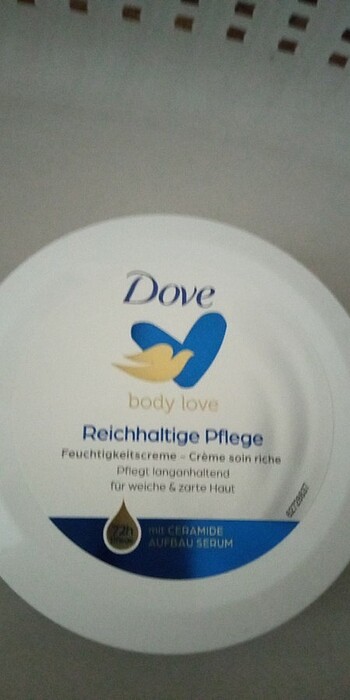 Dove
body love
Reichhaltige Pflege
Feuchtigkeitscreme - Crème soin riche
Pflegt langanhaltend
für weiche & zarte Haut
72h
mit CERAMIDE
AUFBAU SERUM